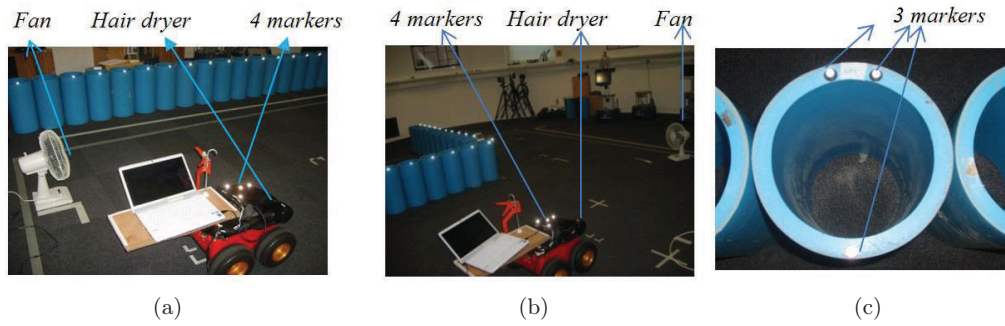 Fan Hair dryer 4 markers
4 markers Hair dryer Fan
3 markers
(a)
(b)
(c)